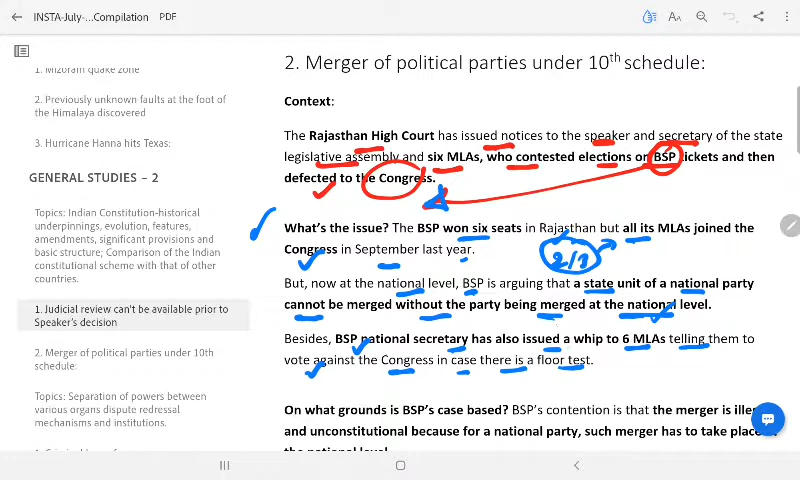 INSTA-July-...Compilation PDF
1. Mizoram quake zone
2. Previously unknown faults at the foot of
the Himalaya discovered
3. Hurricane Hanna hits Texas:
GENERAL STUDIES – 2
Topics: Indian Constitution-historical
underpinnings, evolution, features,
amendments, significant provisions and
basic structure; Comparison of the Indian
constitutional scheme with that of other
countries.
1. Judicial review can't be available prior to
Speaker's decision
2. Merger of political parties under 10th
schedule:
Topics: Separation of powers between
various organs dispute redressal
mechanisms and institutions.
2. Merger of political parties under 10th schedule:
Context:
The Rajasthan High Court has issued notices to the speaker and secretary of the state
legislative assembly and six MLAs, who contested elections on BSP tickets and then
defected to the Congress.
What's the issue? The BSP won six seats in Rajasthan but all its MLAs joined the
Congress in September last year.
2/3
But, now at the national level, BSP is arguing that a state unit of a national party
cannot be merged without the party being merged at the national level.
Besides, BSP national secretary has also issued a whip to 6 MLAs telling them to
vote against the Congress in case there is a floor test.
On what grounds is BSP's case based? BSP's contention is that the merger is
and unconstitutional because for a national party, such merger has to take place
the national level.